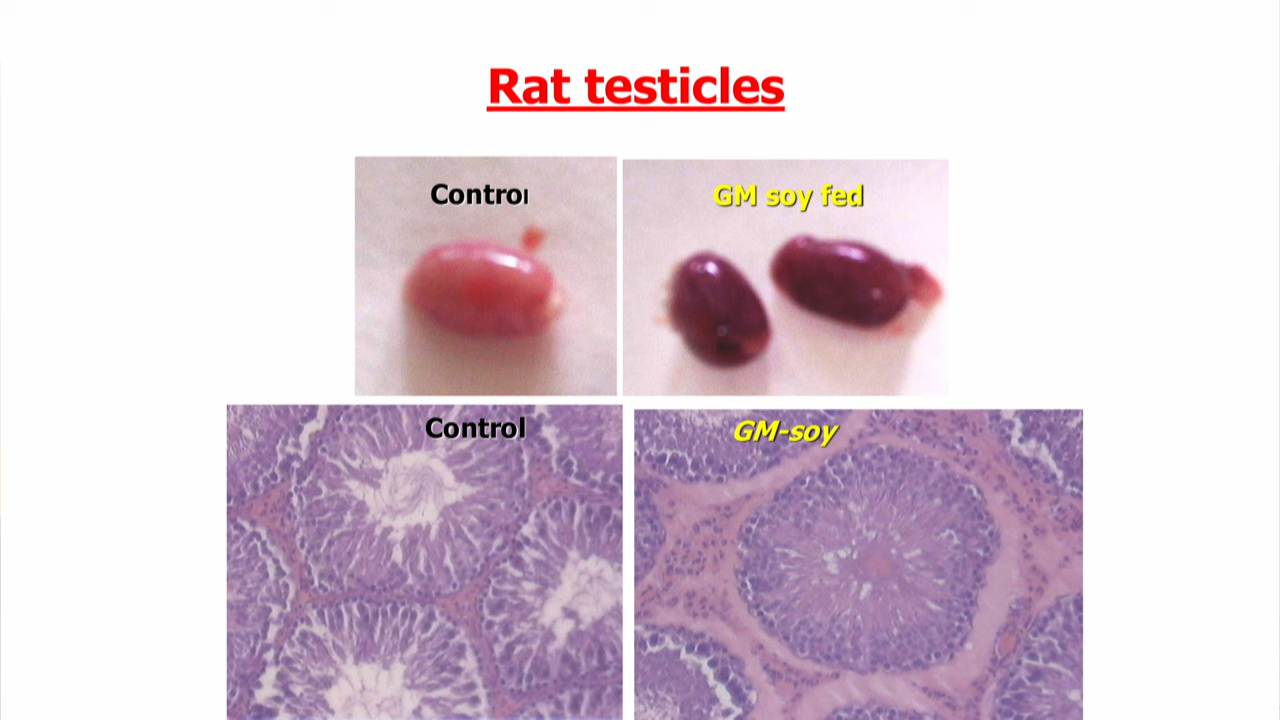 Rat testicles
Control
GM soy fed
Control
GM-soy